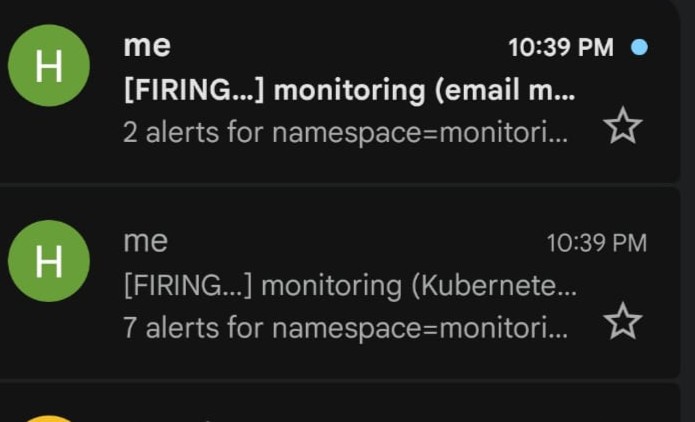 H
me
10:39 PM
[FIRING...] monitoring (email m...
2 alerts for namespace=monitori...
H
me
10:39 PM
[FIRING...] monitoring (Kubernete...
7 alerts for namespace=monitori...